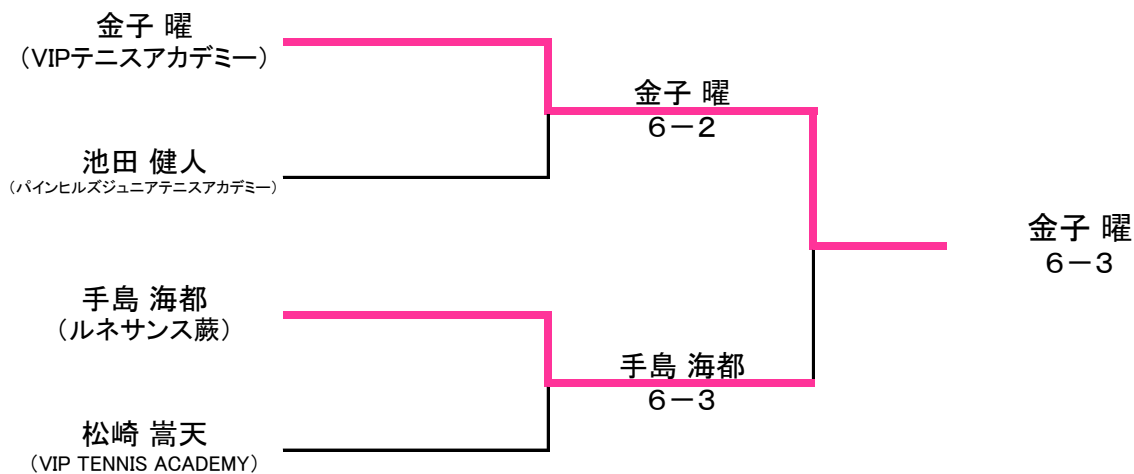 金子 曜
（VIPテニスアカデミー）
金子 曜
６－２
池田 健人
（パインヒルズジュニアテニスアカデミー）
金子 曜
６－３
手島 海都
（ルネサンス蕨）
手島 海都
６－３
松崎 嵩天
（VIP TENNIS ACADEMY）